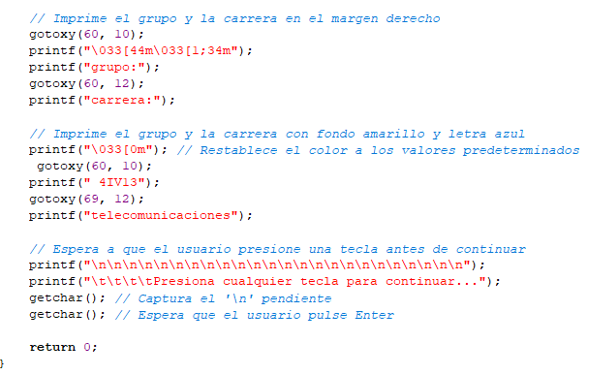 // Imprime el grupo y la carrera en el margen derecho
gotoxy(60, 10);
printf("\033[44m\033[1;34m");
printf("grupo:");
gotoxy(60, 12);
printf("carrera:");
// Imprime el grupo y la carrera con fondo amarillo y letra azul
printf("\033[0m"); // Restablece el color a los valores predeterminados
gotoxy(60, 10);
printf(" 4IV13");
gotoxy(69, 12);
printf("telecomunicaciones");
// Espera a que el usuario presione una tecla antes de continuar
printf("\n\n\n\n\n\n\n\n\n\n\n\n\n\n\n\n\n\n\n\n\n\n\n\n");
printf("\t\t\t\tPresiona cualquier tecla para continuar...");
getchar(); // Captura el '\n' pendiente
getchar(); // Espera que el usuario pulse Enter
return 0;
}